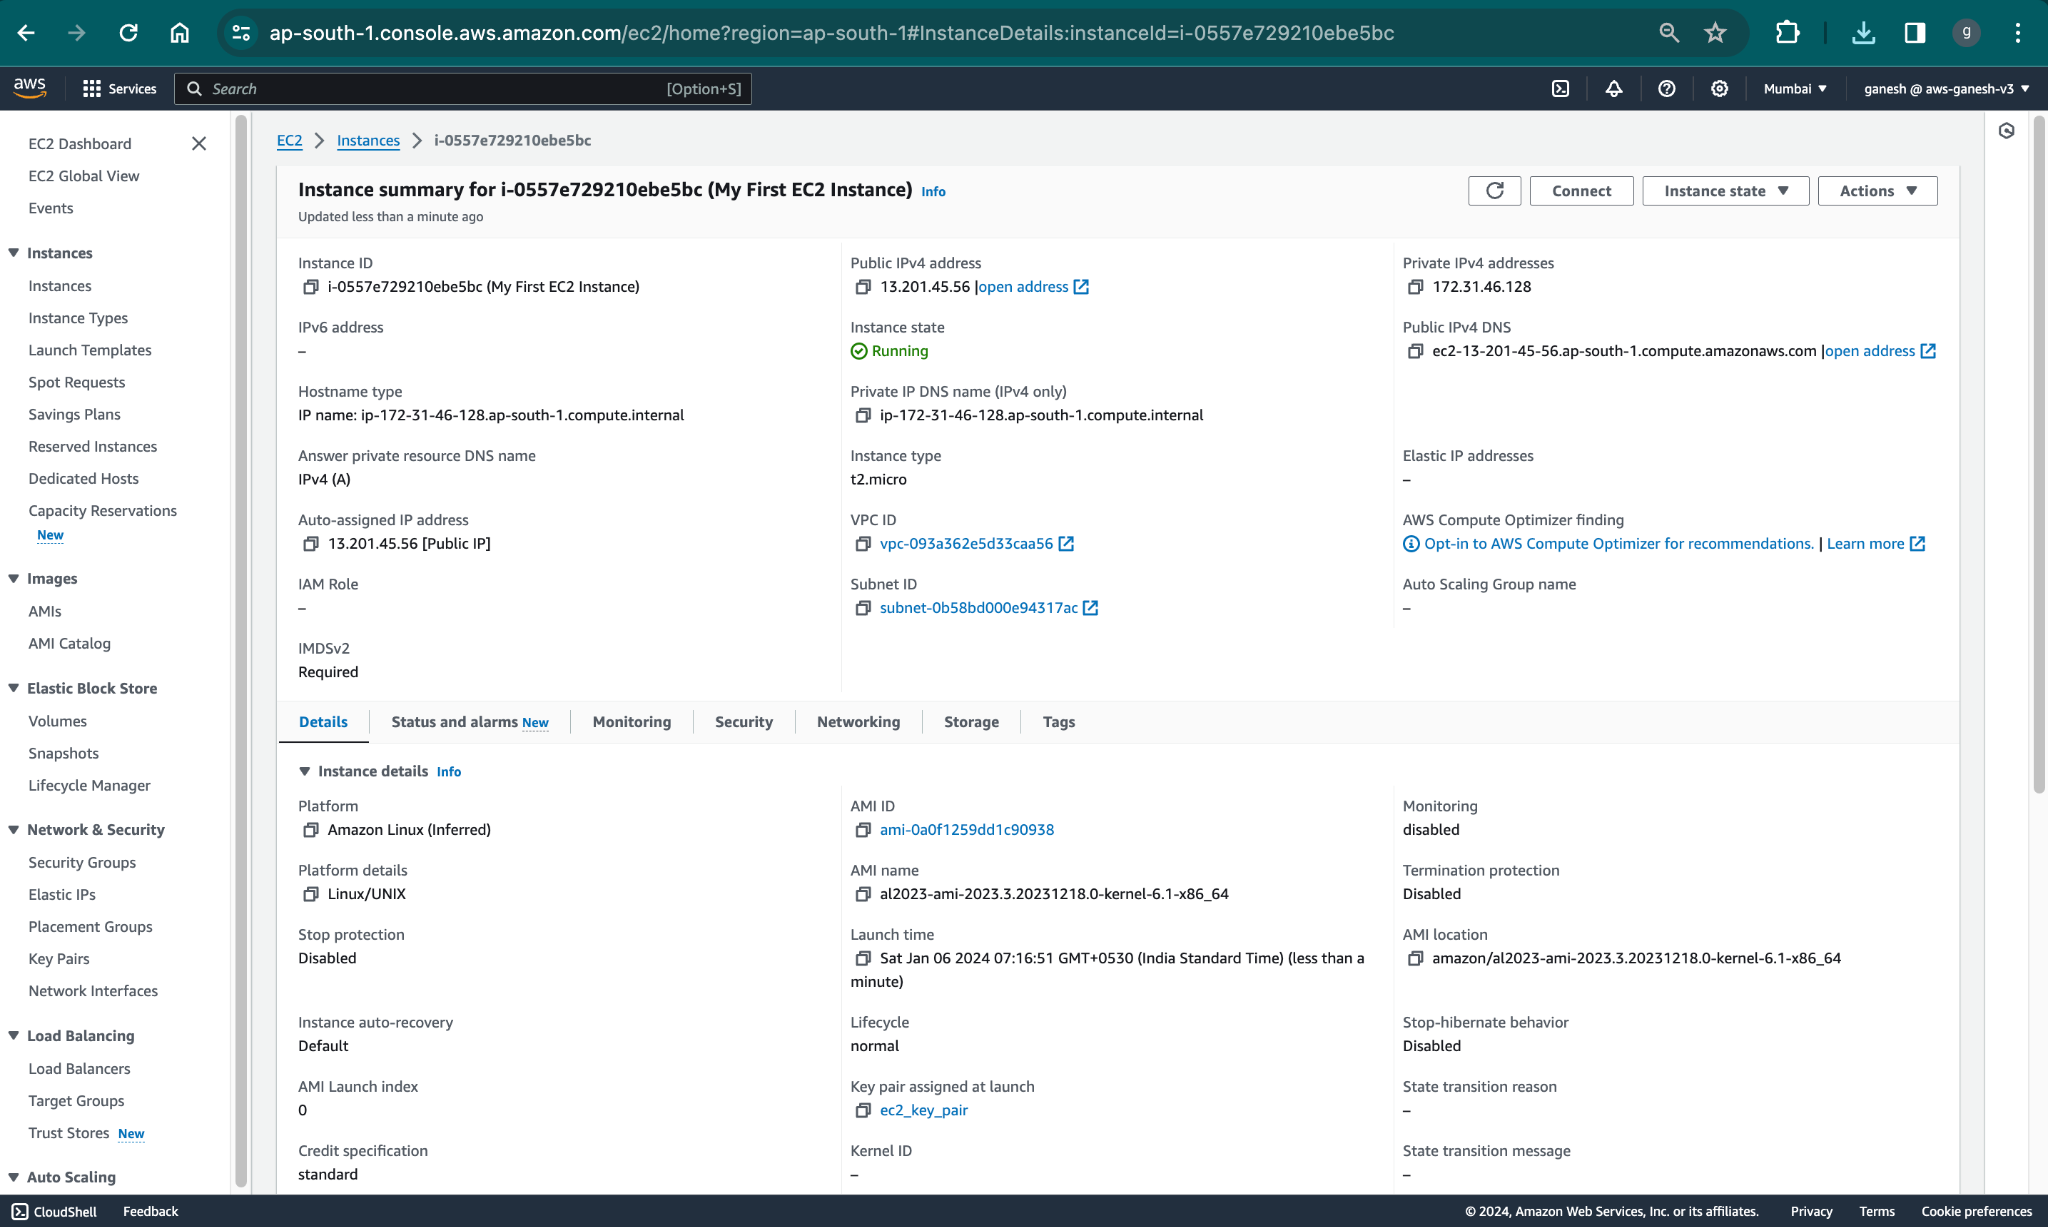 ap-south-1.console.aws.amazon.com/ec2/home?region=ap-south-1#InstanceDetails:instanceId=i-0557e729210ebe5bc
g
aws
Services
Search
[Option+S]
Mumbai
ganesh @ aws-ganesh-v3
EC2 Dashboard
EC2 Global View
Events
Instances
Instances
Instance Types
Launch Templates
Spot Requests
Savings Plans
Reserved Instances
Dedicated Hosts
Capacity Reservations
New
Images
AMIs
AMI Catalog
Elastic Block Store
Volumes
Snapshots
Lifecycle Manager
Network & Security
Security Groups
Elastic IPs
Placement Groups
Key Pairs
Network Interfaces
Load Balancing
Load Balancers
Target Groups
Trust Stores New
Auto Scaling
EC2 > Instances > i-0557e729210ebe5bc
Instance summary for i-0557e729210ebe5bc (My First EC2 Instance) Info
Updated less than a minute ago
Connect
Instance state
Actions
Instance ID
i-0557e729210ebe5bc (My First EC2 Instance)
Public IPv4 address
13.201.45.56 |open address
Private IPv4 addresses
172.31.46.128
IPv6 address
–
Instance state
Running
Public IPv4 DNS
ec2-13-201-45-56.ap-south-1.compute.amazonaws.com |open address
Hostname type
IP name: ip-172-31-46-128.ap-south-1.compute.internal
Private IP DNS name (IPv4 only)
ip-172-31-46-128.ap-south-1.compute.internal
Answer private resource DNS name
IPv4 (A)
Instance type
t2.micro
Elastic IP addresses
–
Auto-assigned IP address
13.201.45.56 [Public IP]
VPC ID
vpc-093a362e5d33caa56
AWS Compute Optimizer finding
Opt-in to AWS Compute Optimizer for recommendations. | Learn more
IAM Role
–
Subnet ID
subnet-0b58bd000e94317ac
Auto Scaling Group name
–
IMDSv2
Required
Details
Status and alarms New
Monitoring
Security
Networking
Storage
Tags
Instance details Info
Platform
Amazon Linux (Inferred)
AMI ID
ami-0a0f1259dd1c90938
Monitoring
disabled
Platform details
Linux/UNIX
AMI name
al2023-ami-2023.3.20231218.0-kernel-6.1-x86_64
Termination protection
Disabled
Stop protection
Disabled
Launch time
Sat Jan 06 2024 07:16:51 GMT+0530 (India Standard Time) (less than a
minute)
AMI location
amazon/al2023-ami-2023.3.20231218.0-kernel-6.1-x86_64
Instance auto-recovery
Default
Lifecycle
normal
Stop-hibernate behavior
Disabled
AMI Launch index
0
Key pair assigned at launch
ec2_key_pair
State transition reason
–
Credit specification
standard
Kernel ID
–
State transition message
–
CloudShell
Feedback
© 2024, Amazon Web Services, Inc. or its affiliates.
Privacy
Terms
Cookie preferences